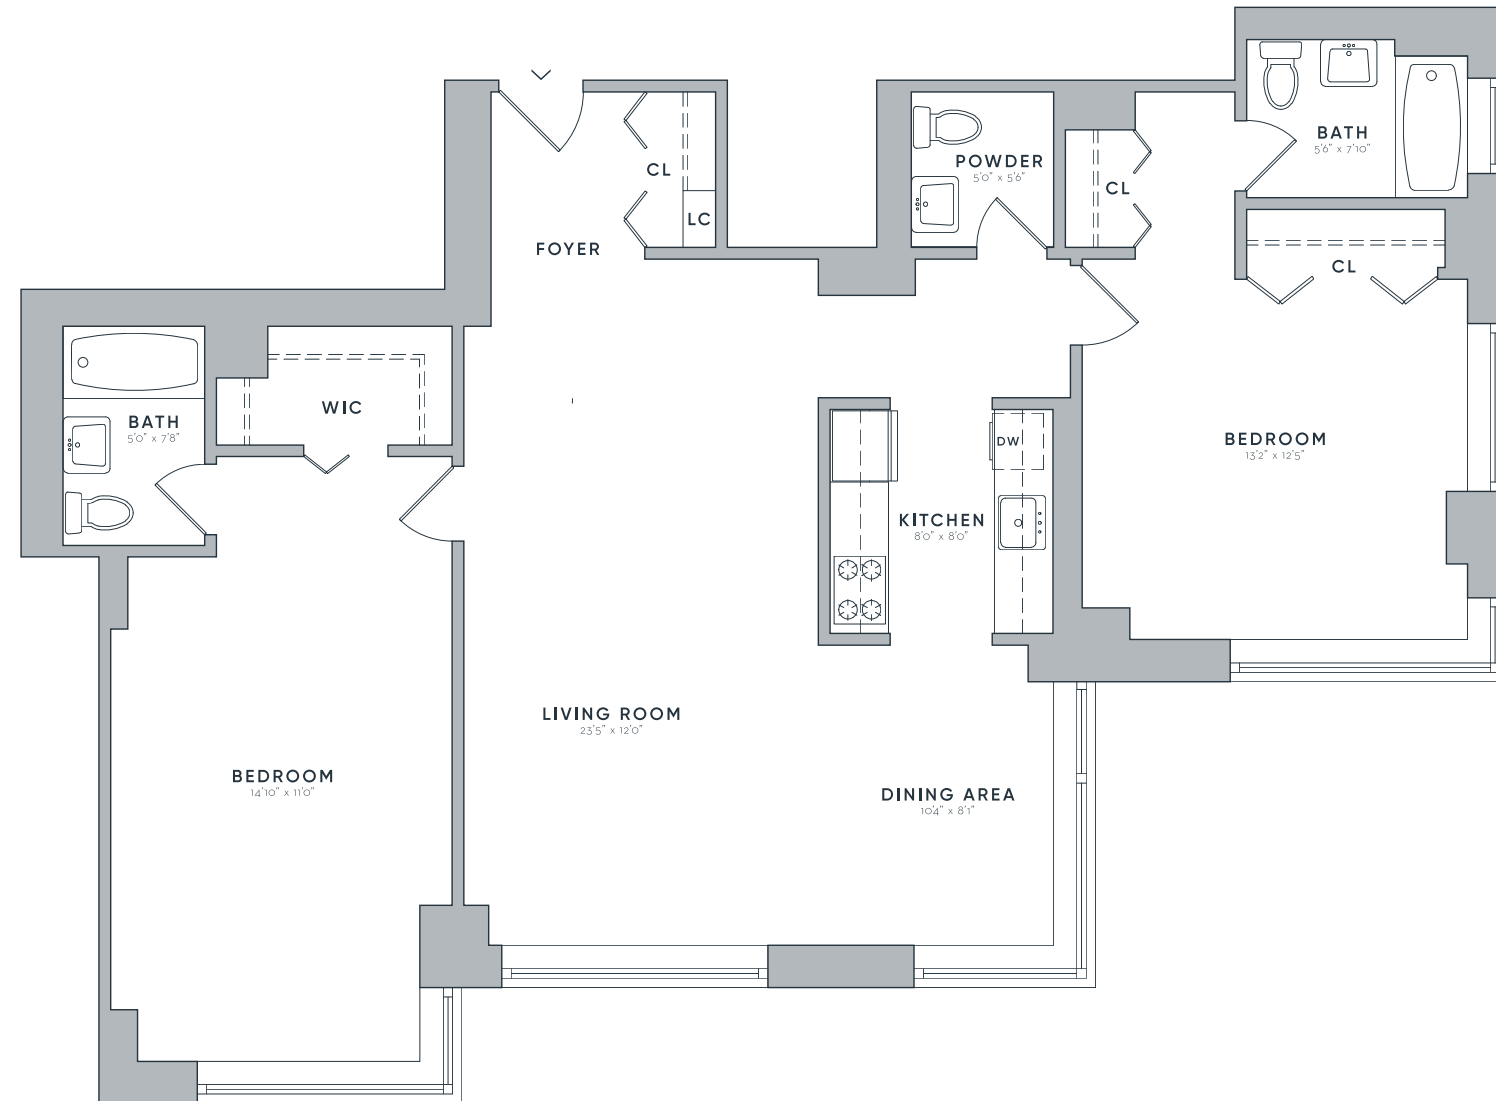 BATH
5'6" x 7'10"
POWDER
5'0" x 5'6"
CL
CL
LC
FOYER
CL
WIC
BATH
5'0" x 7'8"
BEDROOM
13'2" x 12'5"
DW
KITCHEN
8'0" x 8'0"
LIVING ROOM
23'5" x 12'0"
BEDROOM
14'10" x 11'0"
DINING AREA
10'4" x 8'1"